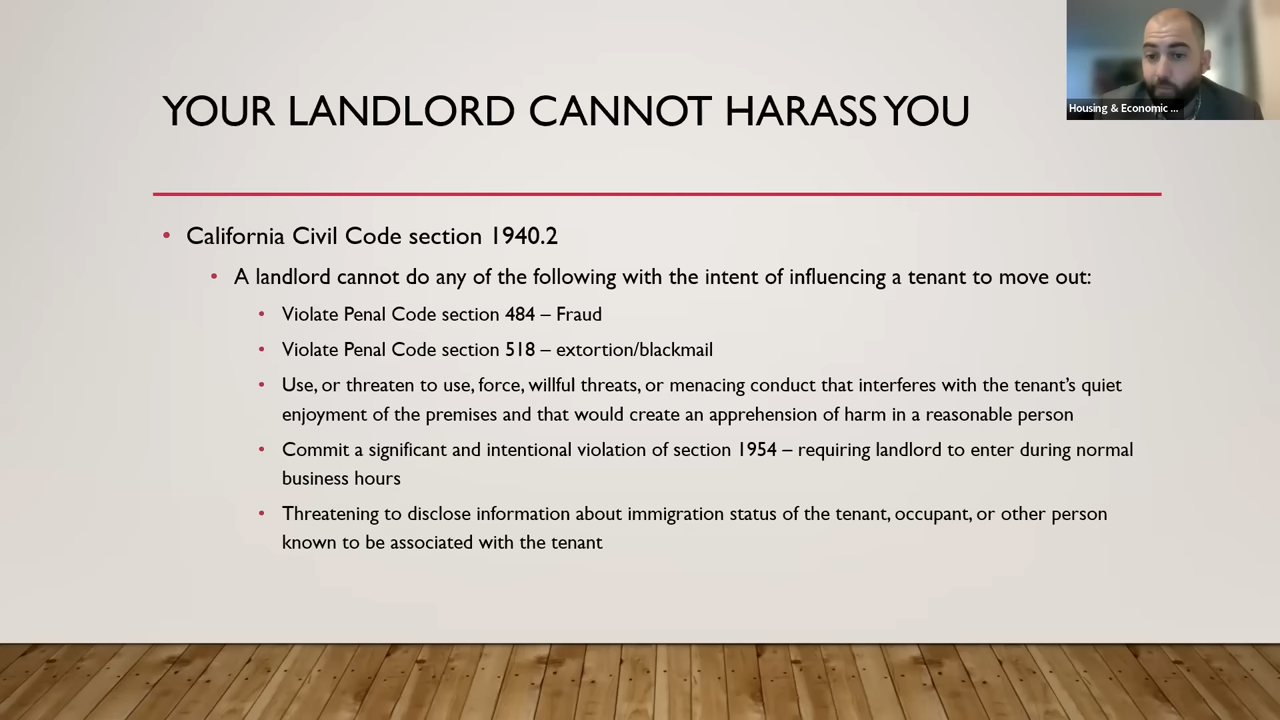 YOUR LANDLORD CANNOT HARASS YOU
Housing & Economic ...
• California Civil Code section 1940.2
• A landlord cannot do any of the following with the intent of influencing a tenant to move out:
• Violate Penal Code section 484 – Fraud
• Violate Penal Code section 518 – extortion/blackmail
• Use, or threaten to use, force, willful threats, or menacing conduct that interferes with the tenant’s quiet
enjoyment of the premises and that would create an apprehension of harm in a reasonable person
• Commit a significant and intentional violation of section 1954 – requiring landlord to enter during normal
business hours
• Threatening to disclose information about immigration status of the tenant, occupant, or other person
known to be associated with the tenant